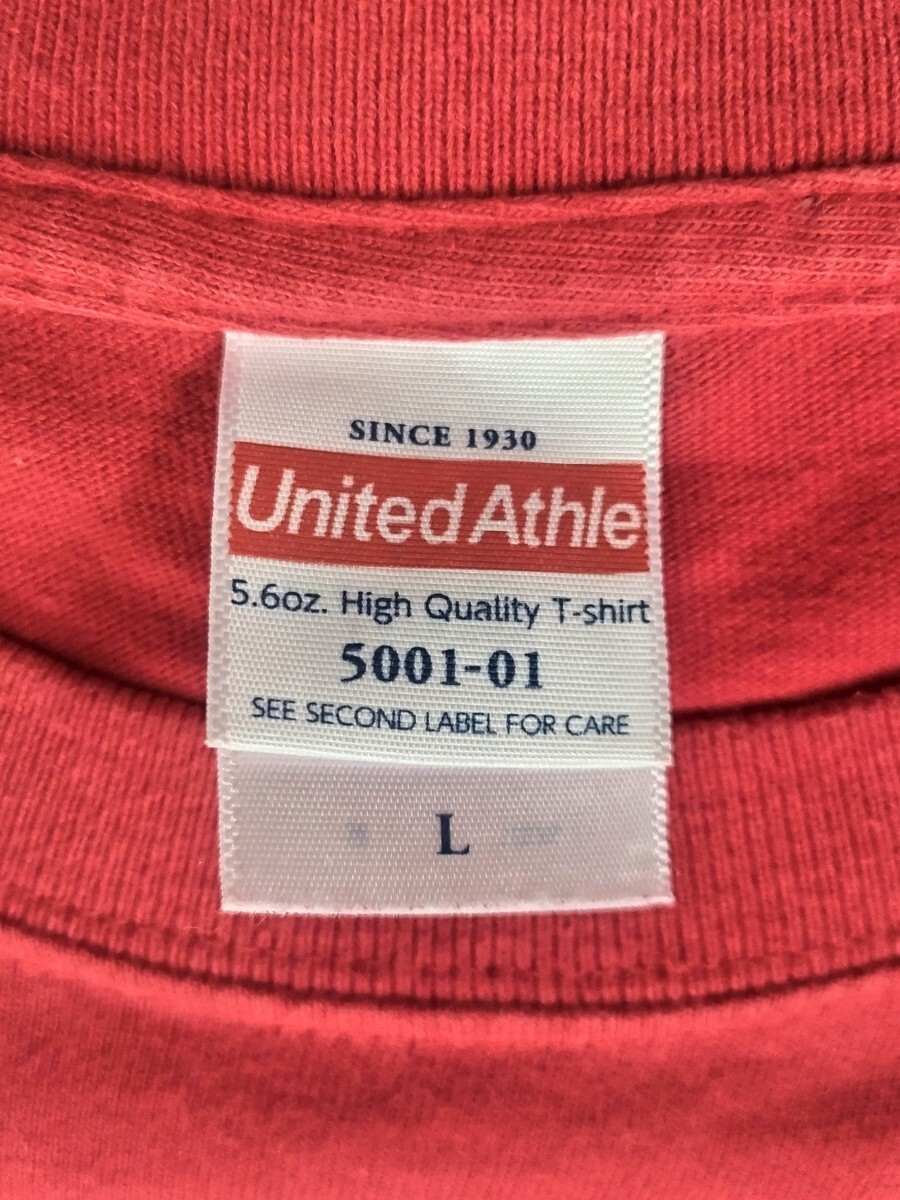 SINCE 1930
United Athle
5.6oz. High Quality T-shirt
5001-01
SEE SECOND LABEL FOR CARE
L